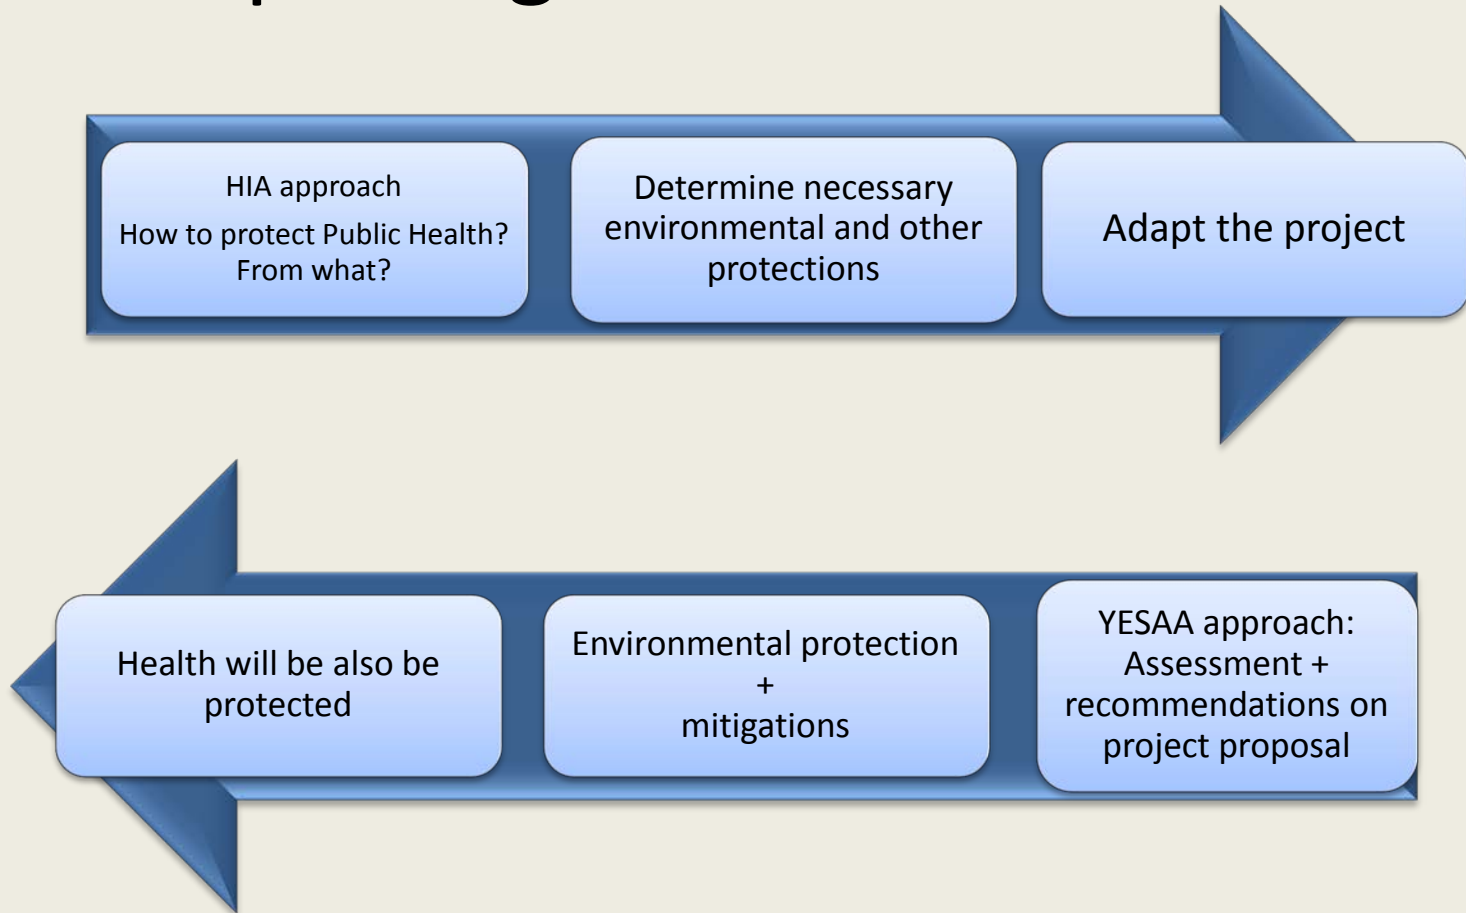 HIA approach
How to protect Public Health?
From what?
Determine necessary
environmental and other
protections
Adapt the project
Health will be also be
protected
Environmental protection
+
mitigations
YESAA approach:
Assessment +
recommendations on
project proposal